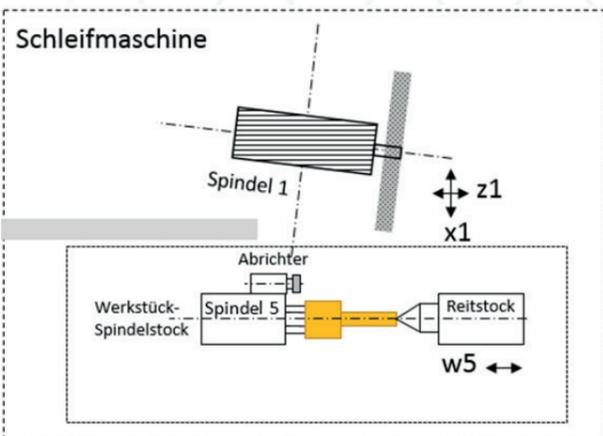 Schleifmaschine
Spindel 1
z1
x1
Abrichter
Werkstück-
Spindelstock
Spindel 5
Reitstock
w5